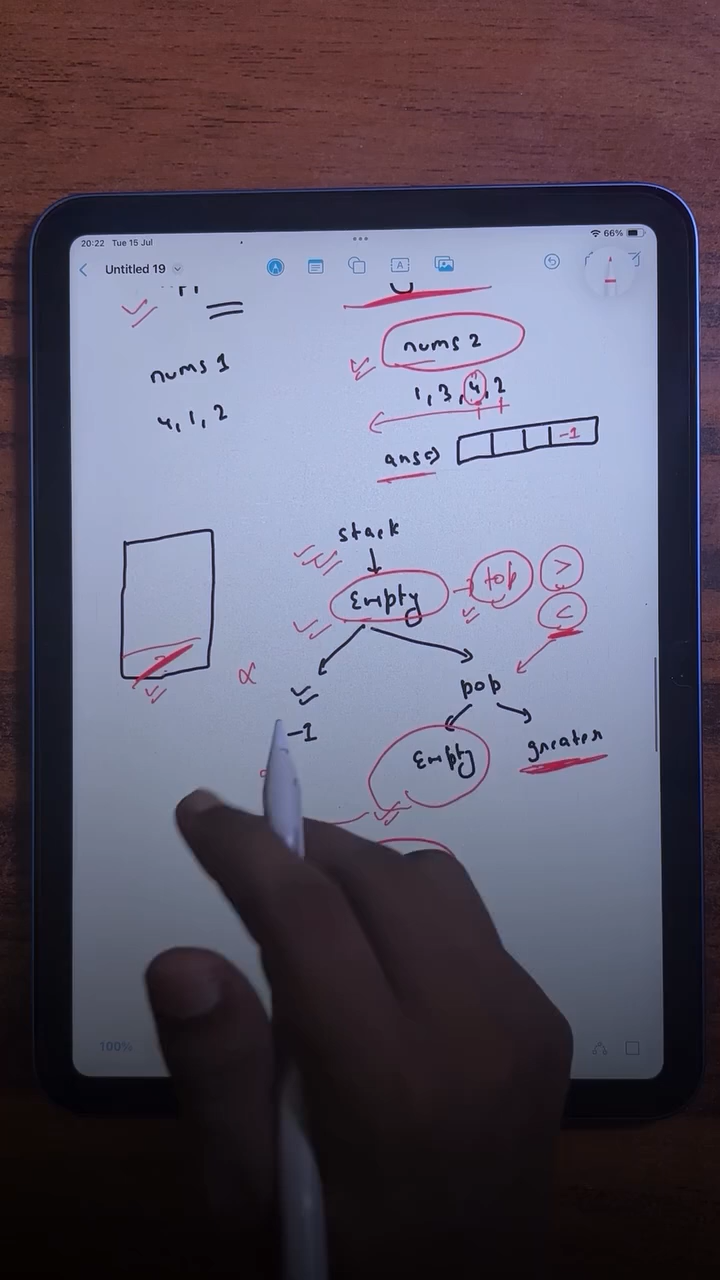 20:22 Tue 15 Jul
66%
Untitled 19
A
nums 1
nums 2
4, 1, 2
1, 3, 4, 2
ans⇒
-1
stack
Empty
top
>
<
∝
pop
-1
Empty
greater
100%